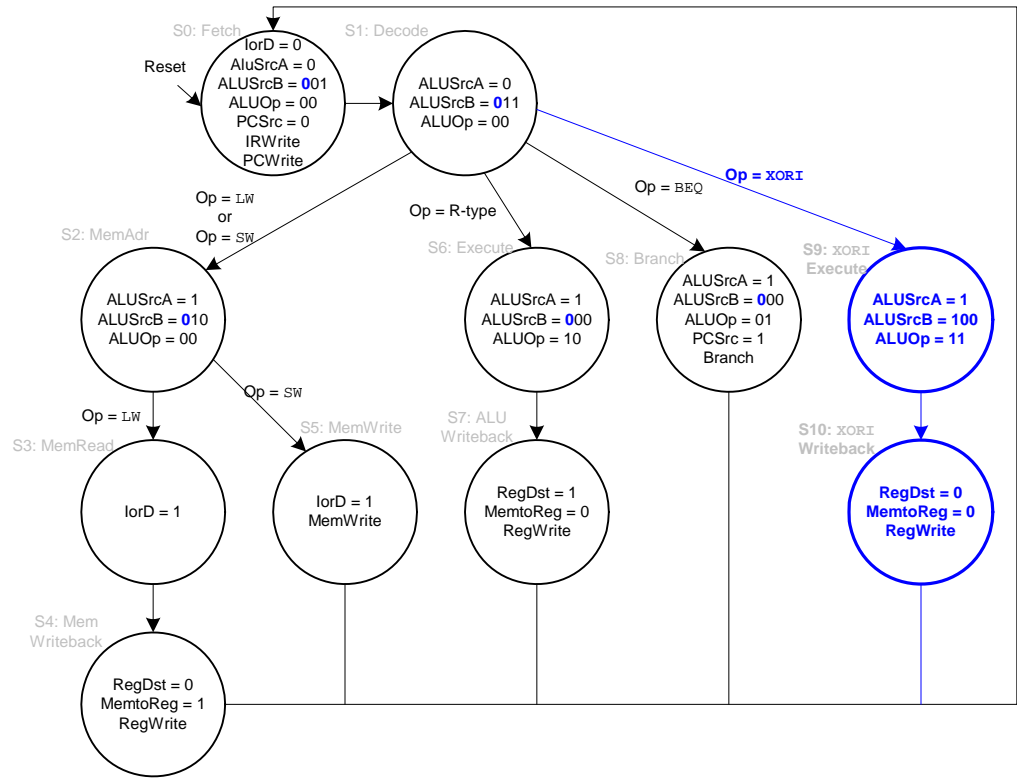 S0: Fetch
IorD = 0
AluSrcA = 0
ALUSrcB = 001
ALUOp = 00
PCSrc = 0
IRWrite
PCWrite
Reset
S1: Decode
ALUSrcA = 0
ALUSrcB = 011
ALUOp = 00
Op = LW
or
Op = SW
Op = R-type
Op = BEQ
Op = XORI
S2: MemAdr
ALUSrcA = 1
ALUSrcB = 010
ALUOp = 00
S6: Execute
ALUSrcA = 1
ALUSrcB = 000
ALUOp = 10
S8: Branch
ALUSrcA = 1
ALUSrcB = 000
ALUOp = 01
PCSrc = 1
Branch
S9: XORI
Execute
ALUSrcA = 1
ALUSrcB = 100
ALUOp = 11
Op = LW
Op = SW
S3: MemRead
IorD = 1
S5: MemWrite
IorD = 1
MemWrite
S7: ALU
Writeback
RegDst = 1
MemtoReg = 0
RegWrite
S10: XORI
Writeback
RegDst = 0
MemtoReg = 0
RegWrite
S4: Mem
Writeback
RegDst = 0
MemtoReg = 1
RegWrite